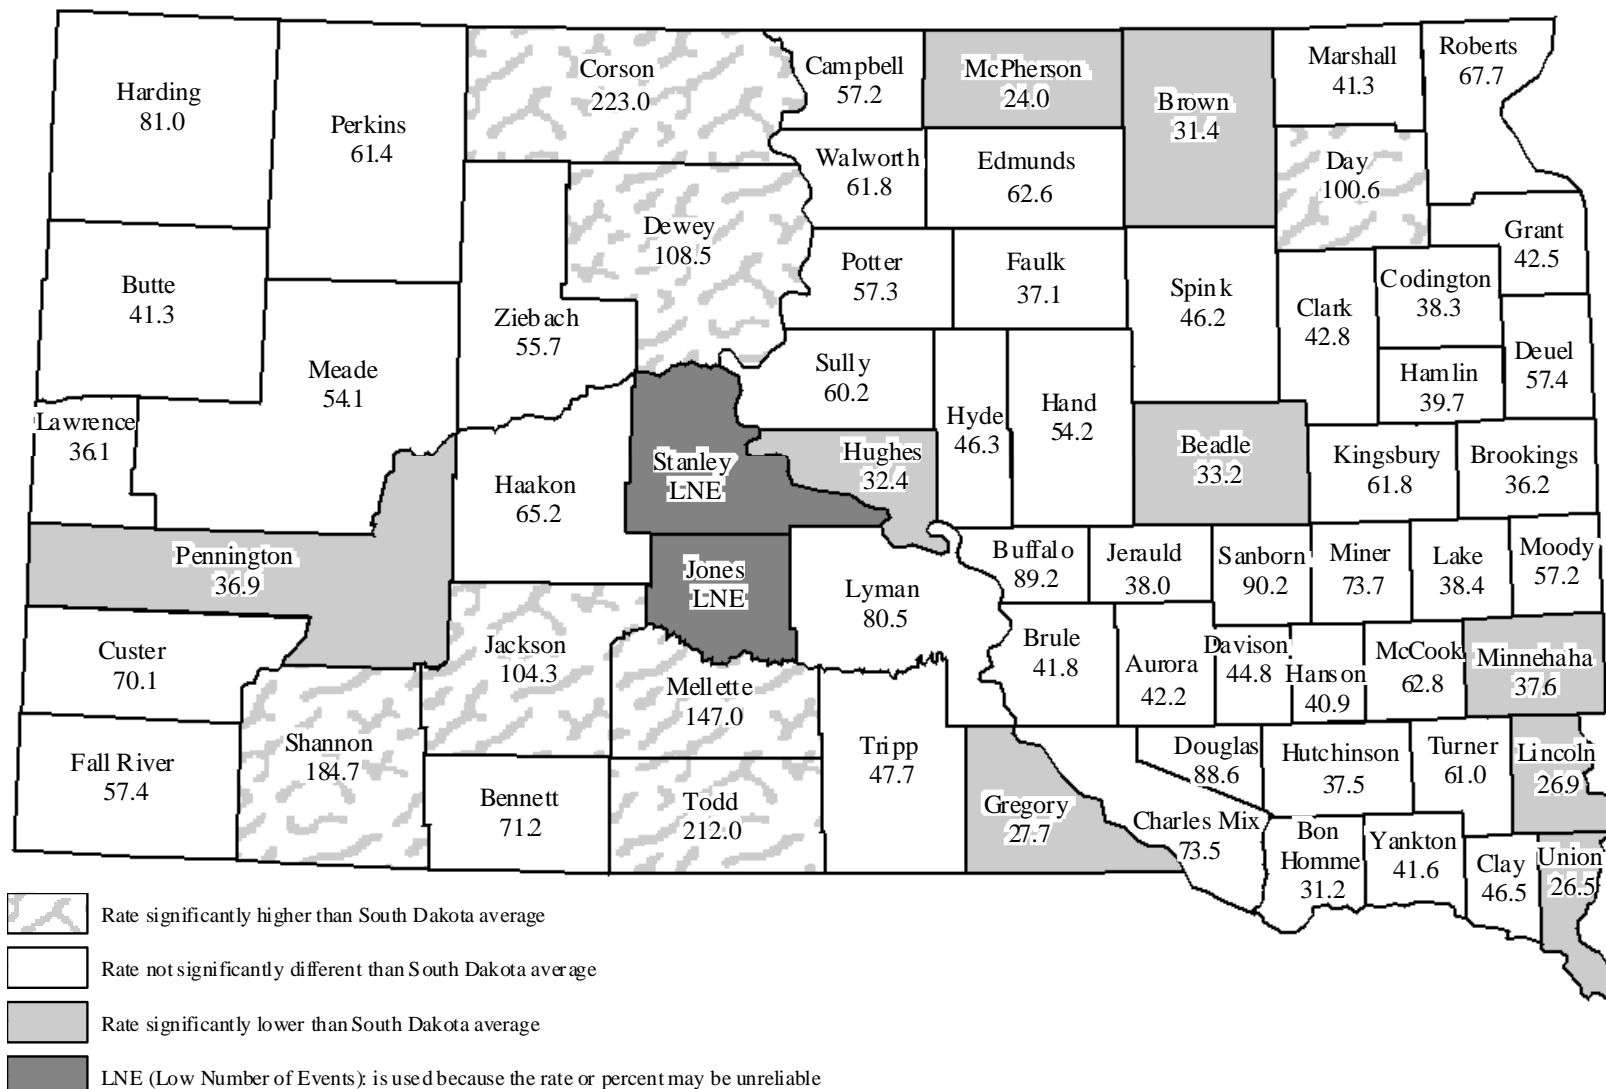 Harding
81.0
Perkins
61.4
Corson
223.0
Campbell
57.2
McPherson
24.0
Brown
31.4
Marshall
41.3
Roberts
67.7
Walworth
61.8
Edmunds
62.6
Day
100.6
Dewey
108.5
Grant
42.5
Butte
41.3
Ziebach
55.7
Potter
57.3
Faulk
37.1
Spink
46.2
Clark
42.8
Codington
38.3
Meade
54.1
Sully
60.2
Hyde
46.3
Hand
54.2
Hamlin
39.7
Deuel
57.4
Lawrence
36.1
Haakon
65.2
Stanley
LNE
Hughes
32.4
Beadle
33.2
Kingsbury
61.8
Brookings
36.2
Pennington
36.9
Jones
LNE
Lyman
80.5
Buffalo
89.2
Jerauld
38.0
Sanborn
90.2
Miner
73.7
Lake
38.4
Moody
57.2
Custer
70.1
Jackson
104.3
Mellette
147.0
Brule
41.8
Aurora
42.2
Davison
44.8
Hanson
40.9
McCook
62.8
Minnehaha
37.6
Fall River
57.4
Shannon
184.7
Bennett
71.2
Todd
212.0
Tripp
47.7
Gregory
27.7
Charles Mix
73.5
Douglas
88.6
Hutchinson
37.5
Turner
61.0
Lincoln
26.9
Bon
Homme
31.2
Yankton
41.6
Clay
46.5
Union
26.5
Rate significantly higher than South Dakota average
Rate not significantly different than South Dakota average
Rate significantly lower than South Dakota average
LNE (Low Number of Events): is used because the rate or percent may be unreliable